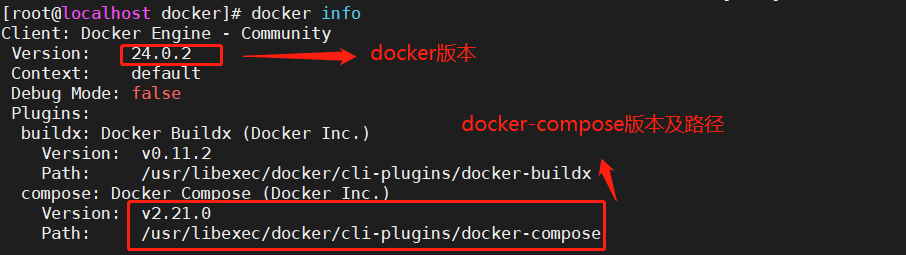 [root@localhost docker]# docker info
Client: Docker Engine - Community
Version: 24.0.2
docker版本
Context: default
Debug Mode: false
Plugins:
buildx: Docker Buildx (Docker Inc.)
docker-compose版本及路径
Version: v0.11.2
Path: /usr/libexec/docker/cli-plugins/docker-buildx
compose: Docker Compose (Docker Inc.)
Version: v2.21.0
Path: /usr/libexec/docker/cli-plugins/docker-compose